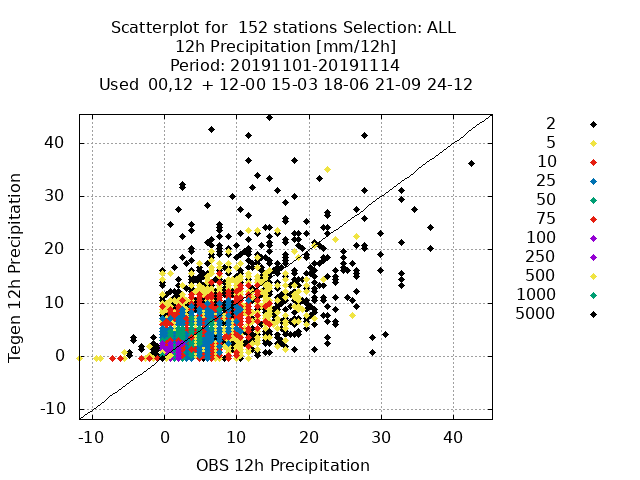 Scatterplot for  152 stations Selection: ALL
12h Precipitation [mm/12h]
Period: 20191101-20191114
Used  00,12  + 12-00 15-03 18-06 21-09 24-12
Tegen 12h Precipitation
40
30
20
10
0
-10
-10 0 10 20 30 40
OBS 12h Precipitation
2
5
10
25
50
75
100
250
500
1000
5000